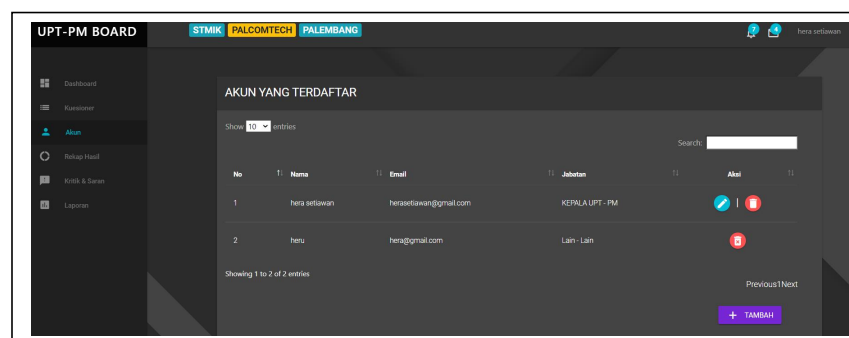 UPT-PM BOARD
STMIK PALCOMTECH PALEMBANG
7 4 hera setiawan
Dashboard
Kuesioner
Akun
Rekap Hasil
Kritik & Saran
Laporan
AKUN YANG TERDAFTAR
Show 10 entries
Search:
No Nama Email Jabatan Aksi
1 hera setiawan herasetiawan@gmail.com KEPALA UPT - PM |
2 heru hera@gmail.com Lain - Lain
Showing 1 to 2 of 2 entries
Previous1Next
+ TAMBAH